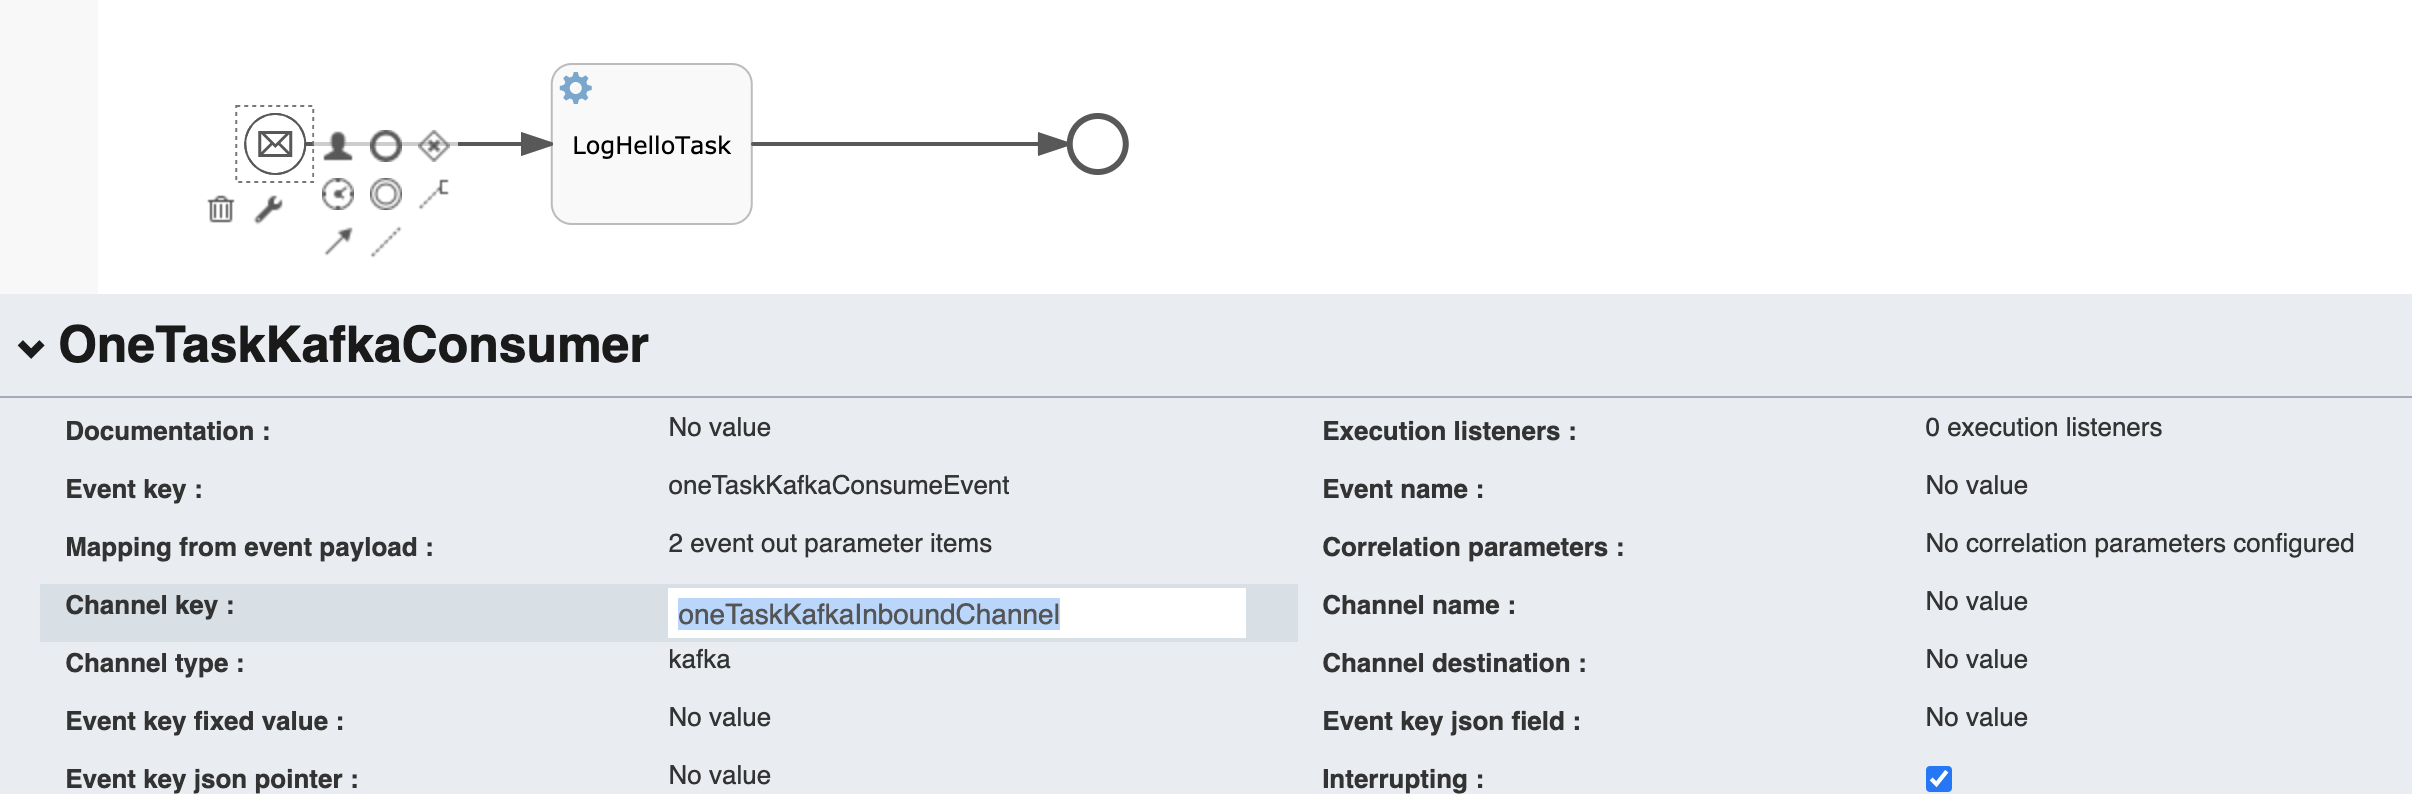 LogHelloTask
OneTaskKafkaConsumer
Documentation : No value
Execution listeners : 0 execution listeners
Event key : oneTaskKafkaConsumeEvent
Event name : No value
Mapping from event payload : 2 event out parameter items
Correlation parameters : No correlation parameters configured
Channel key : oneTaskKafkaInboundChannel
Channel name : No value
Channel type : kafka
Channel destination : No value
Event key fixed value : No value
Event key json field : No value
Event key json pointer : No value
Interrupting :